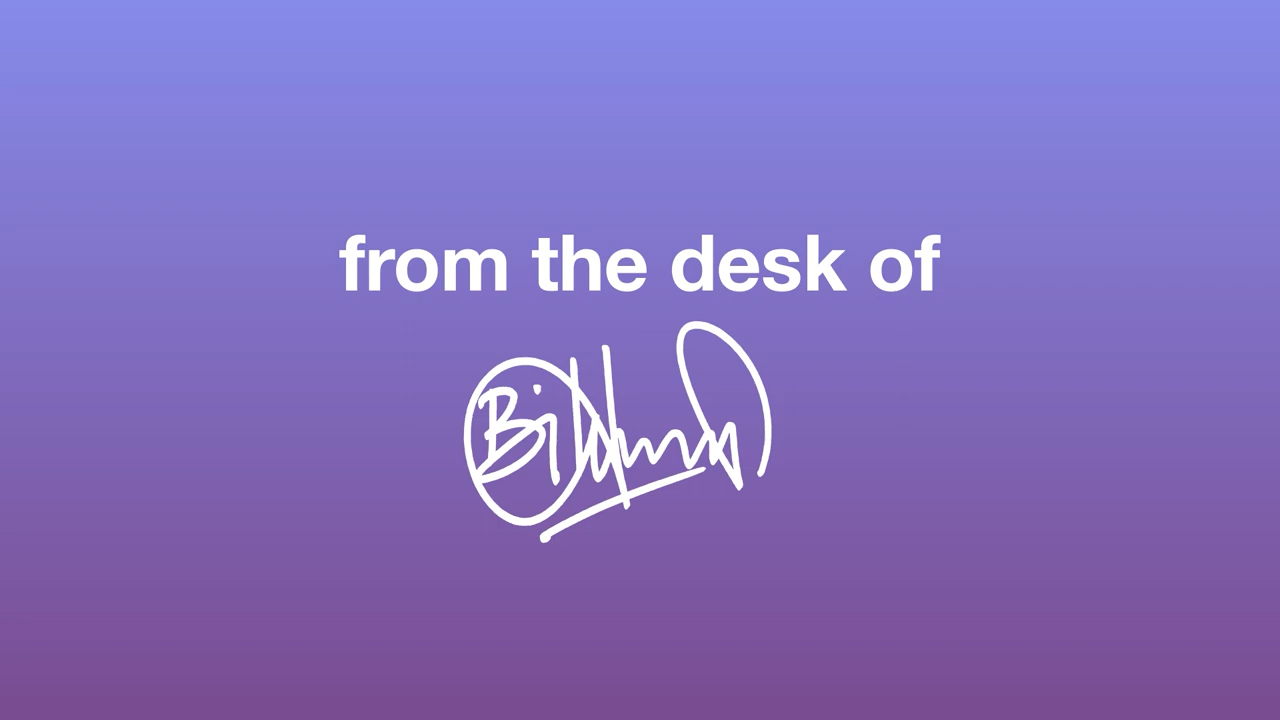 from the desk of